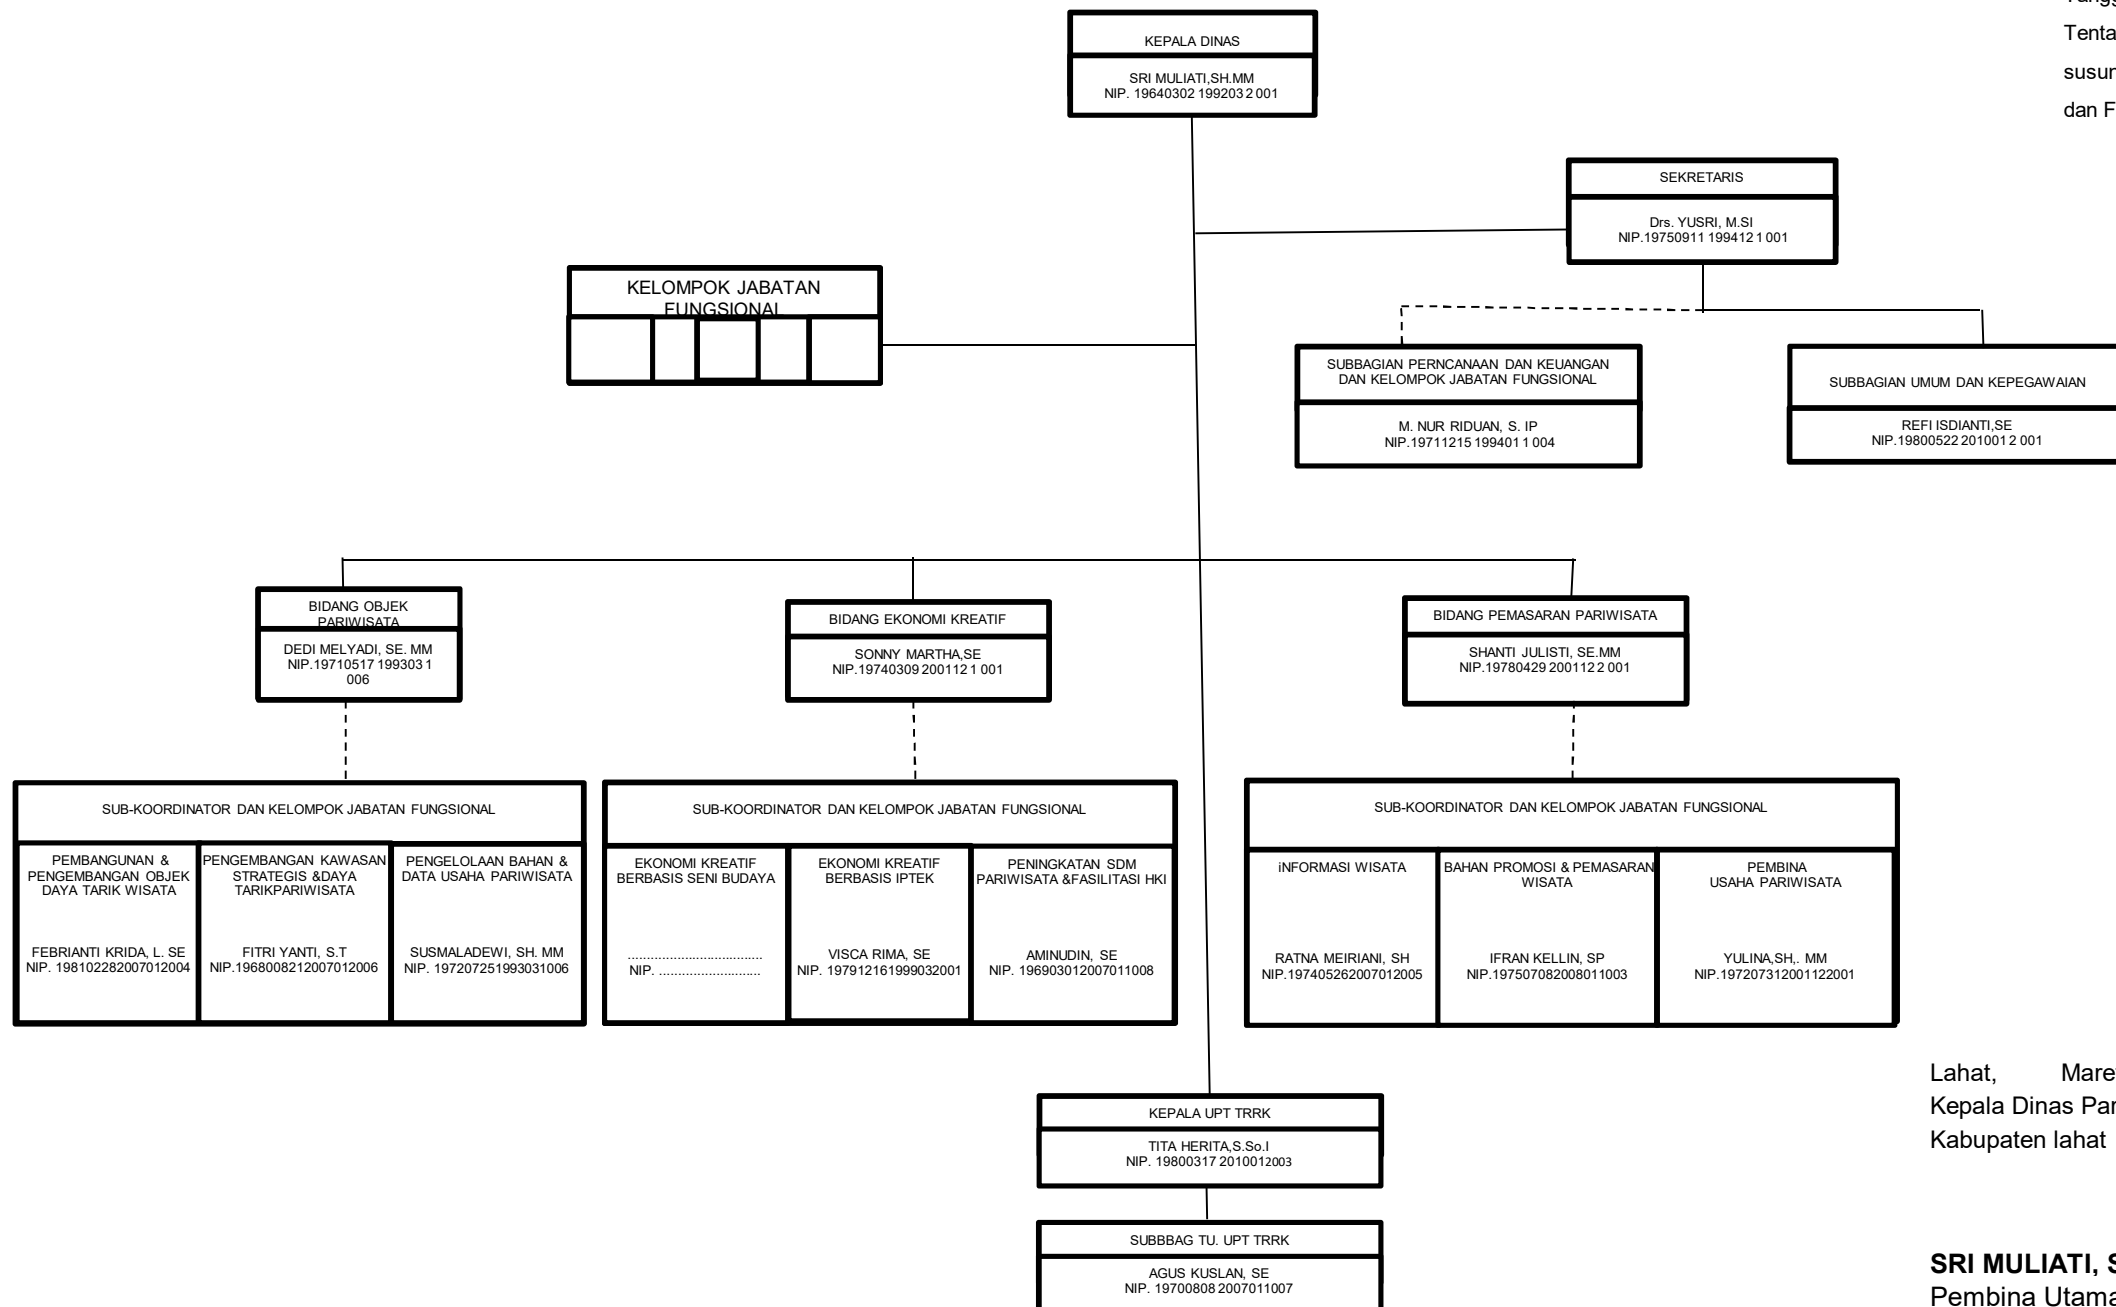 Tenta
susun
dan F
KEPALA DINAS
SRI MULIATI,SH.MM
NIP. 19640302 199203 2 001
SEKRETARIS
Drs. YUSRI, M.SI
NIP.19750911 199412 1 001
KELOMPOK JABATAN
FUNGSIONAL
SUBBAGIAN PERNCANAAN DAN KEUANGAN
DAN KELOMPOK JABATAN FUNGSIONAL
M. NUR RIDUAN, S. IP
NIP.19711215 199401 1 004
SUBBAGIAN UMUM DAN KEPEGAWAIAN
REFI ISDIANTI,SE
NIP.19800522 201001 2 001
BIDANG OBJEK
PARIWISATA
DEDI MELYADI, SE. MM
NIP.19710517 199303 1
006
BIDANG EKONOMI KREATIF
SONNY MARTHA,SE
NIP.19740309 200112 1 001
BIDANG PEMASARAN PARIWISATA
SHANTI JULISTI, SE.MM
NIP.19780429 200112 2 001
SUB-KOORDINATOR DAN KELOMPOK JABATAN FUNGSIONAL
PEMBANGUNAN &
PENGEMBANGAN OBJEK
DAYA TARIK WISATA
FEBRIANTI KRIDA, L. SE
NIP. 198102282007012004
PENGEMBANGAN KAWASAN
STRATEGIS &DAYA
TARIKPARIWISATA
FITRI YANTI, S.T
NIP.1968008212007012006
PENGELOLAAN BAHAN &
DATA USAHA PARIWISATA
SUSMALADEWI, SH. MM
NIP. 197207251993031006
SUB-KOORDINATOR DAN KELOMPOK JABATAN FUNGSIONAL
EKONOMI KREATIF
BERBASIS SENI BUDAYA
...................................
NIP. ...........................
EKONOMI KREATIF
BERBASIS IPTEK
VISCA RIMA, SE
NIP. 197912161999032001
PENINGKATAN SDM
PARIWISATA &FASILITASI HKI
AMINUDIN, SE
NIP. 196903012007011008
SUB-KOORDINATOR DAN KELOMPOK JABATAN FUNGSIONAL
iNFORMASI WISATA
RATNA MEIRIANI, SH
NIP.197405262007012005
BAHAN PROMOSI & PEMASARAN
WISATA
IFRAN KELLIN, SP
NIP.197507082008011003
PEMBINA
USAHA PARIWISATA
YULINA,SH,. MM
NIP.197207312001122001
KEPALA UPT TRRK
TITA HERITA,S.So.I
NIP. 19800317 2010012003
SUBBBAG TU. UPT TRRK
AGUS KUSLAN, SE
NIP. 19700808 2007011007
Lahat, Mare
Kepala Dinas Par
Kabupaten lahat
SRI MULIATI, S
Pembina Utama